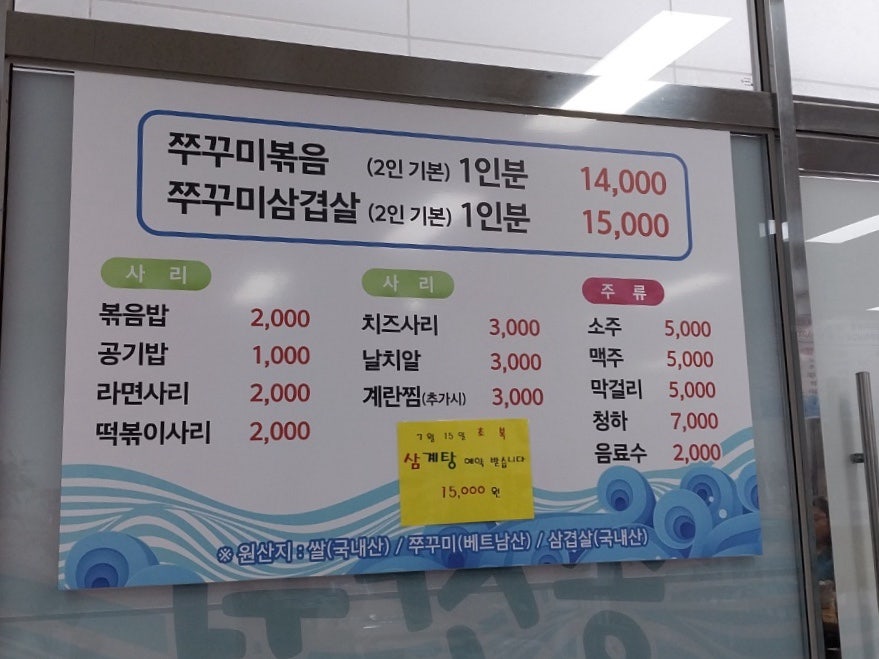 쭈꾸미볶음 (2인 기본) 1인분 14,000
쭈꾸미삼겹살 (2인 기본) 1인분 15,000
사 리
볶음밥 2,000
공기밥 1,000
라면사리 2,000
떡볶이사리 2,000
사 리
치즈사리 3,000
날치알 3,000
계란찜(추가시) 3,000
주 류
소주 5,000
맥주 5,000
막걸리 5,000
청하 7,000
음료수 2,000
7월 15일 초복
삼계탕 예약 받습니다
15,000원
※ 원산지 : 쌀(국내산) / 쭈꾸미(베트남산) / 삼겹살(국내산)